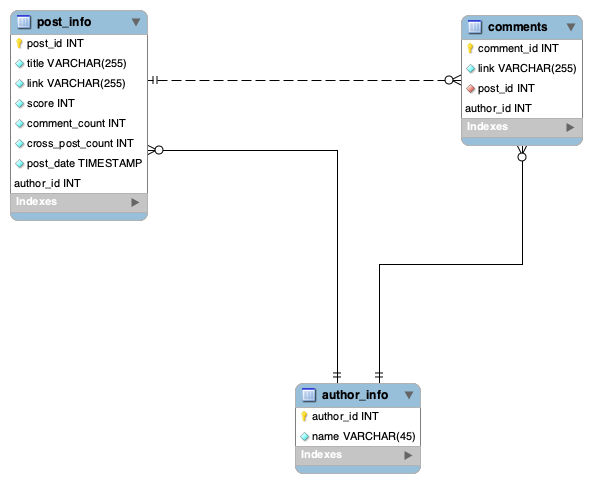 post_info
post_id INT
title VARCHAR(255)
link VARCHAR(255)
score INT
comment_count INT
cross_post_count INT
post_date TIMESTAMP
author_id INT
Indexes
comments
comment_id INT
link VARCHAR(255)
post_id INT
author_id INT
Indexes
author_info
author_id INT
name VARCHAR(45)
Indexes